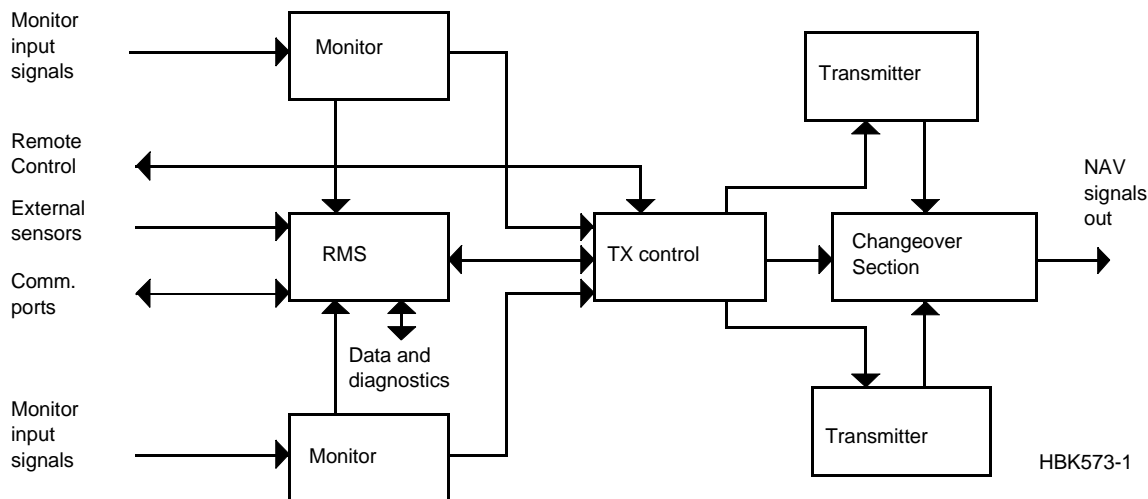 Monitor
input
signals
Monitor
Transmitter
Remote
Control
NAV
signals
out
External
sensors
RMS
TX control
Changeover
Section
Comm.
ports
Data and
diagnostics
Monitor
input
signals
Monitor
Transmitter
HBK573-1